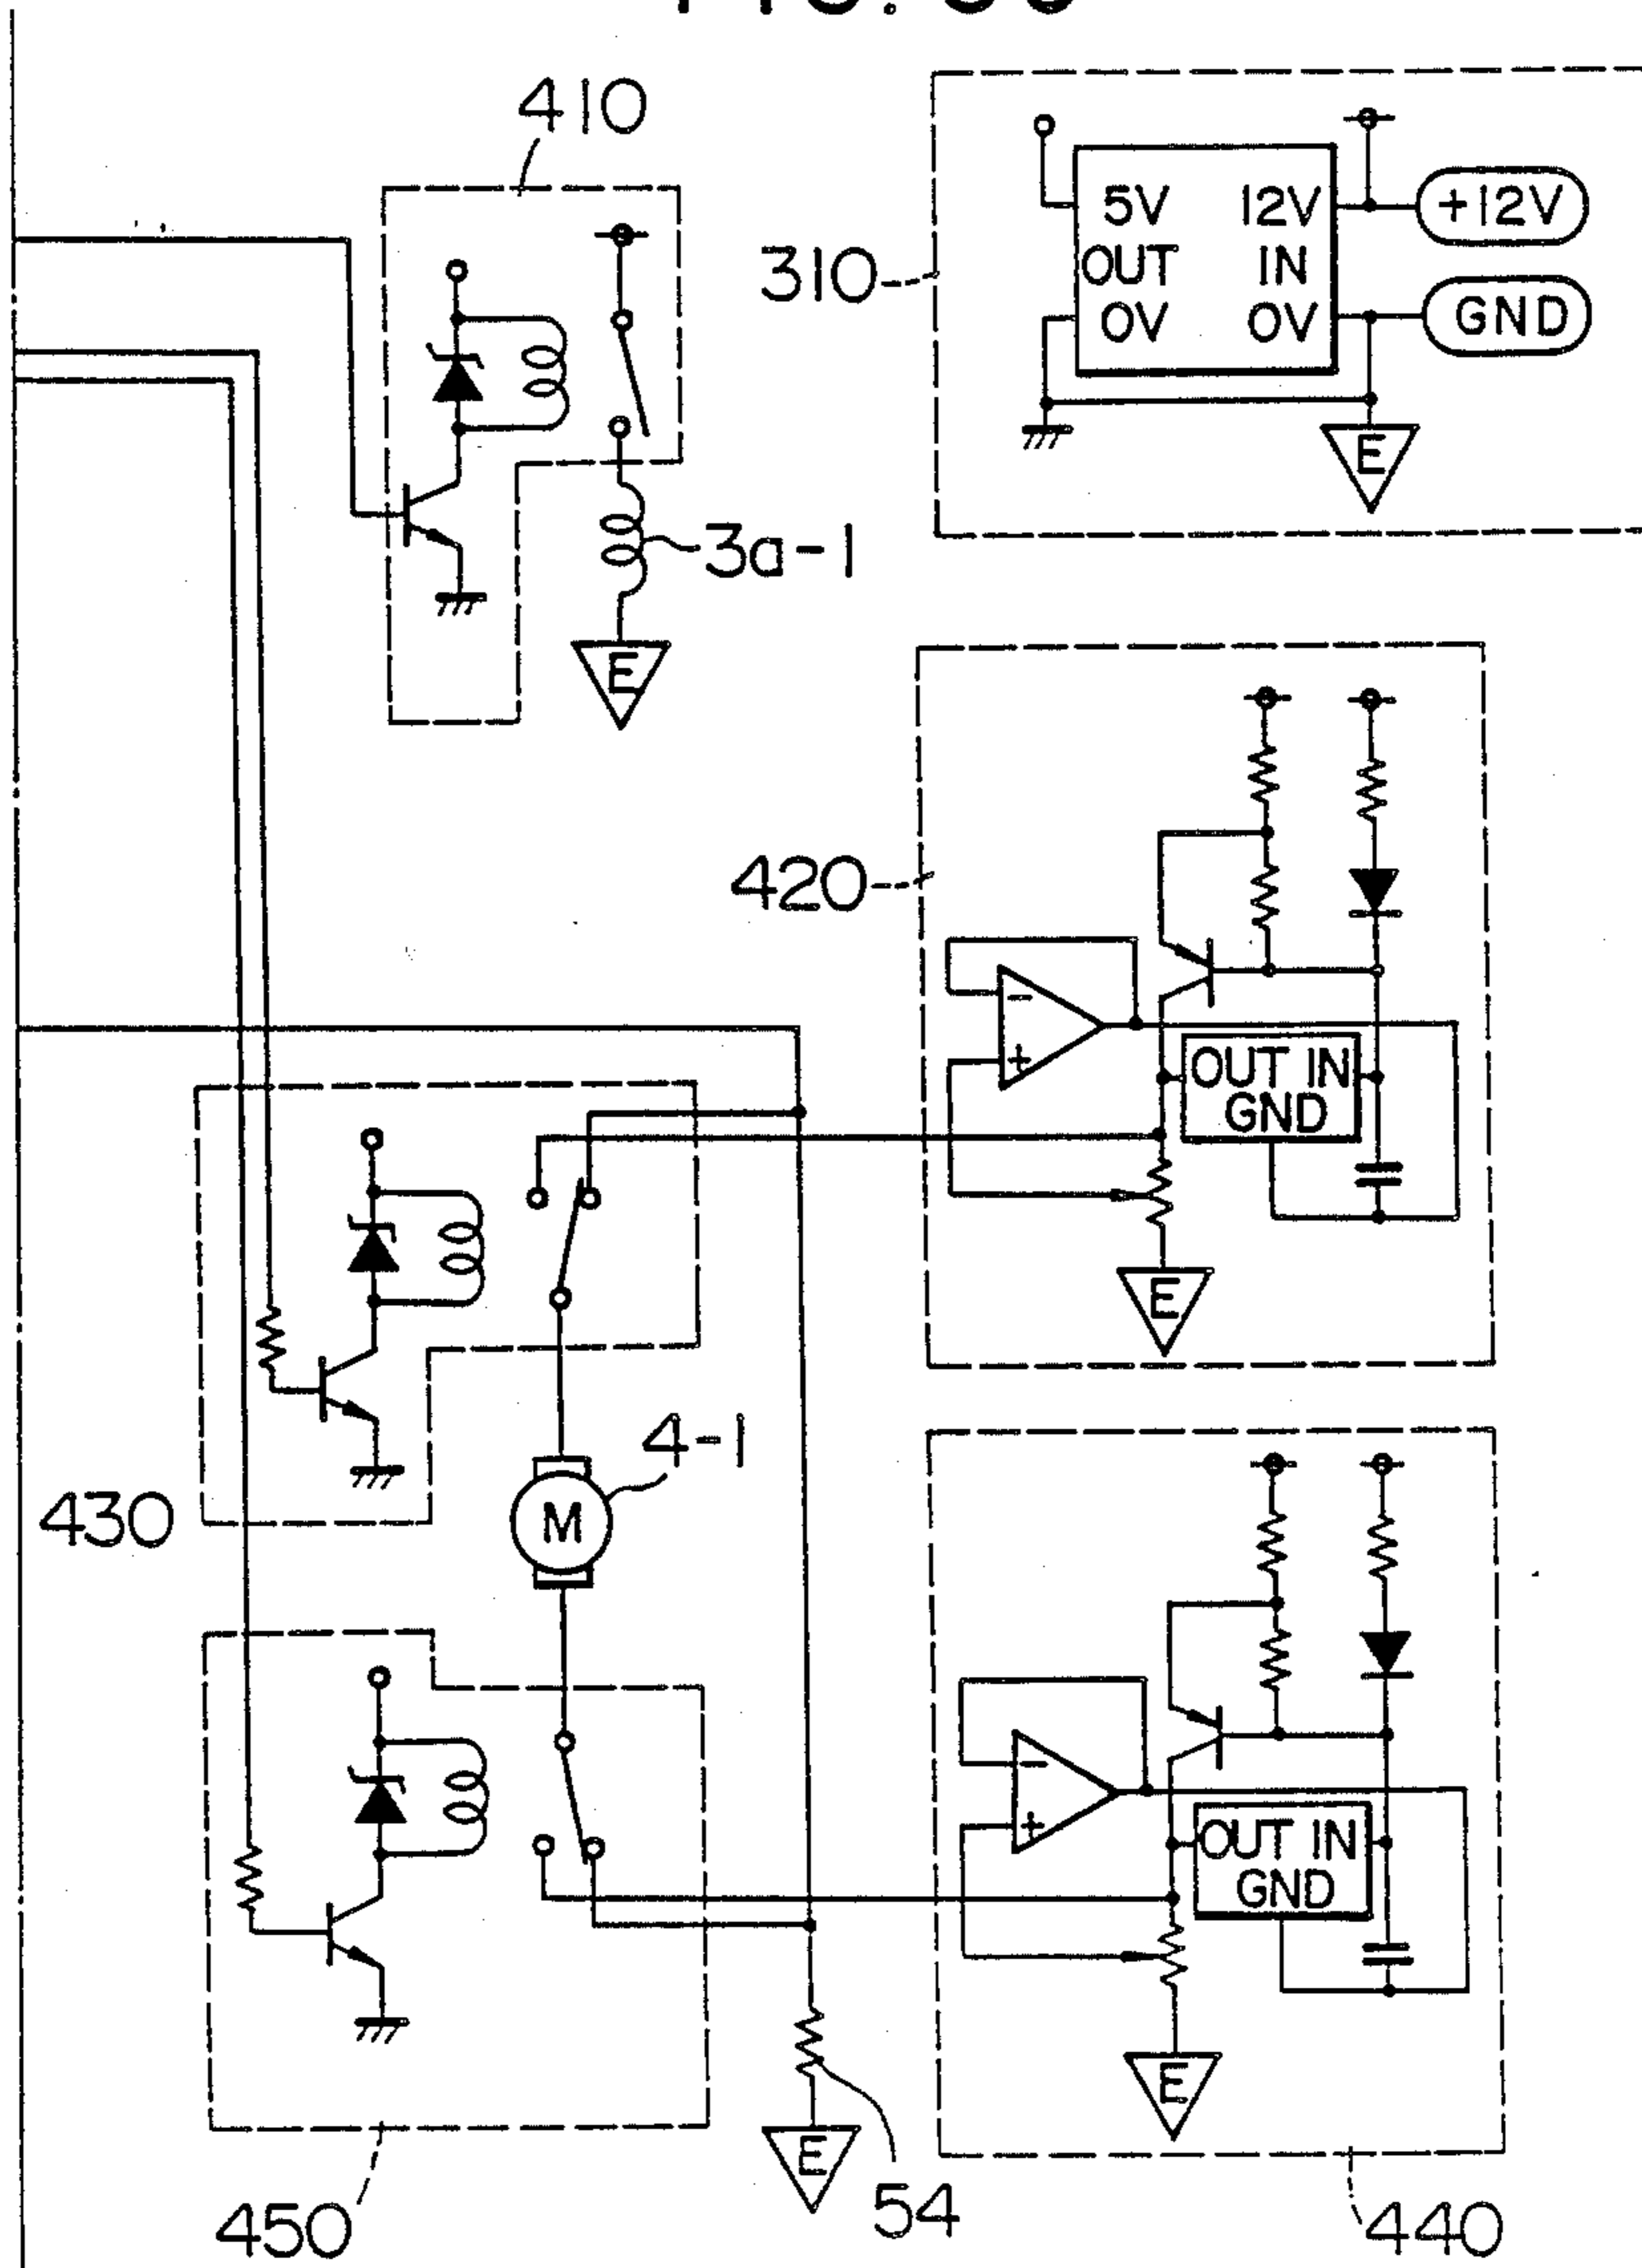 410
5V 12V +12V
310 OUT IN
0V 0V GND
E
3a-1
E
420
-
+
OUT IN
GND
E
4-1
430
M
-
+
OUT IN
GND
E
E
54
450
440